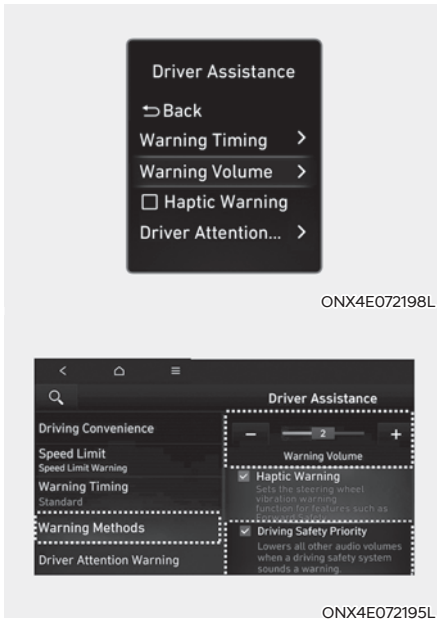 Driver Assistance
Back
Warning Timing
Warning Volume
Haptic Warning
Driver Attention...
ONX4E072198L
Driver Assistance
Driving Convenience
Speed Limit
Speed Limit Warning
Warning Timing
Standard
Warning Methods
Driver Attention Warning
- 2 +
Warning Volume
Haptic Warning
Sets the steering wheel
vibration warning
function for features such as
Forward Safety
Driving Safety Priority
Lowers all other audio volumes
when a driving safety system
sounds a warning.
ONX4E072195L